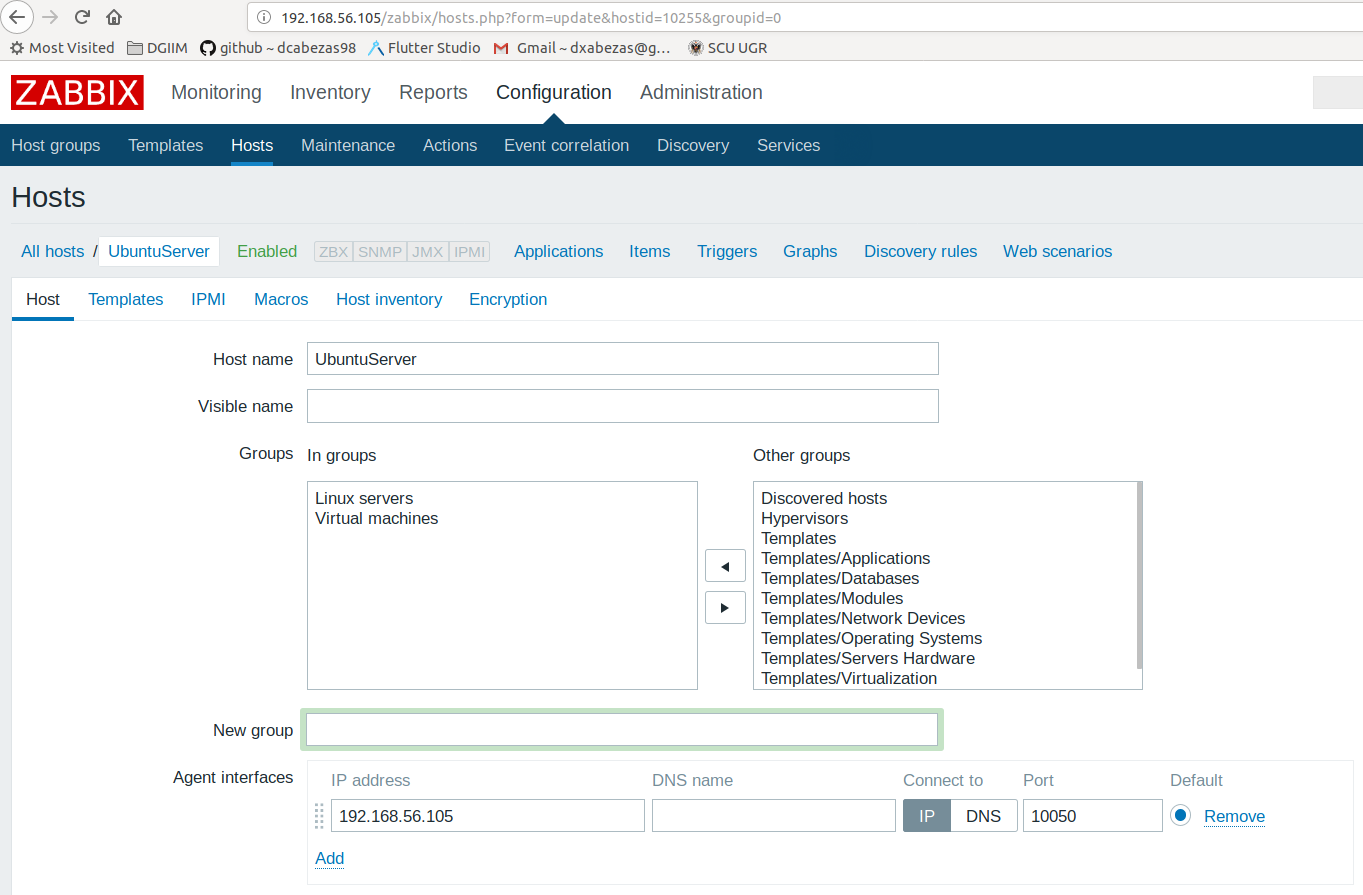 192.168.56.105/zabbix/hosts.php?form=update&hostid=10255&groupid=0
Most Visited DGIIM github ~ dcabezas98 Flutter Studio Gmail ~ dxabezas@g... SCU UGR
ZABBIX Monitoring Inventory Reports Configuration Administration
Host groups Templates Hosts Maintenance Actions Event correlation Discovery Services
Hosts
All hosts / UbuntuServer Enabled ZBX SNMP JMX IPMI Applications Items Triggers Graphs Discovery rules Web scenarios
Host Templates IPMI Macros Host inventory Encryption
Host name UbuntuServer
Visible name
Groups In groups Other groups
Linux servers Discovered hosts
Virtual machines Hypervisors
Templates
Templates/Applications
Templates/Databases
Templates/Modules
Templates/Network Devices
Templates/Operating Systems
Templates/Servers Hardware
Templates/Virtualization
New group
Agent interfaces IP address DNS name Connect to Port Default
192.168.56.105 IP DNS 10050 Remove
Add